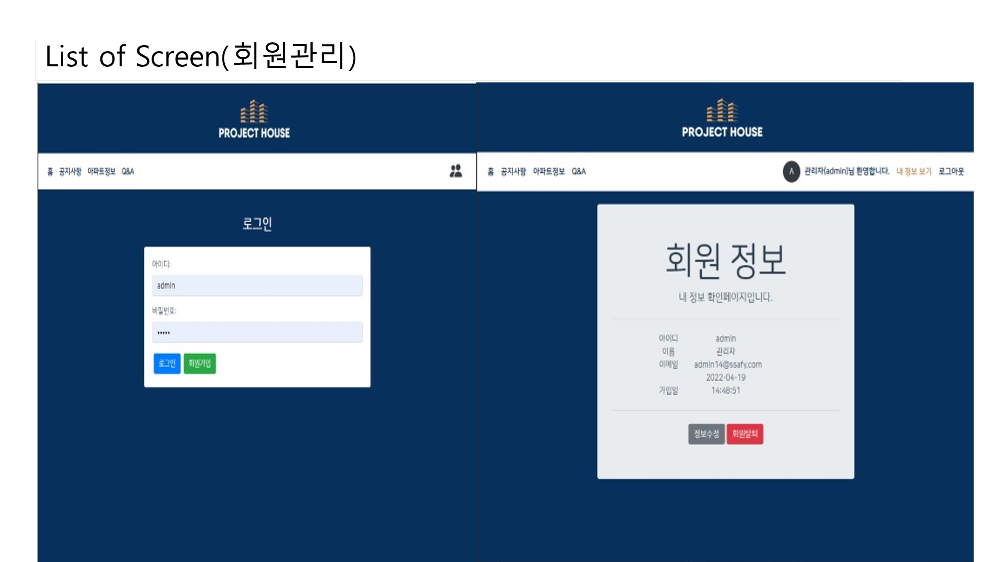 List of Screen(회원관리)
PROJECT HOUSE
홈 공지사항 아파트정보 Q&A
로그인
아이디:
admin
비밀번호:
•••••
로그인 회원가입
PROJECT HOUSE
홈 공지사항 아파트정보 Q&A A 관리자(admin)님 환영합니다. 내 정보 보기 로그아웃
회원 정보
내 정보 확인페이지입니다.
아이디 admin
이름 관리자
이메일 admin14@ssafy.com
2022-04-19
가입일 14:48:51
정보수정 회원탈퇴